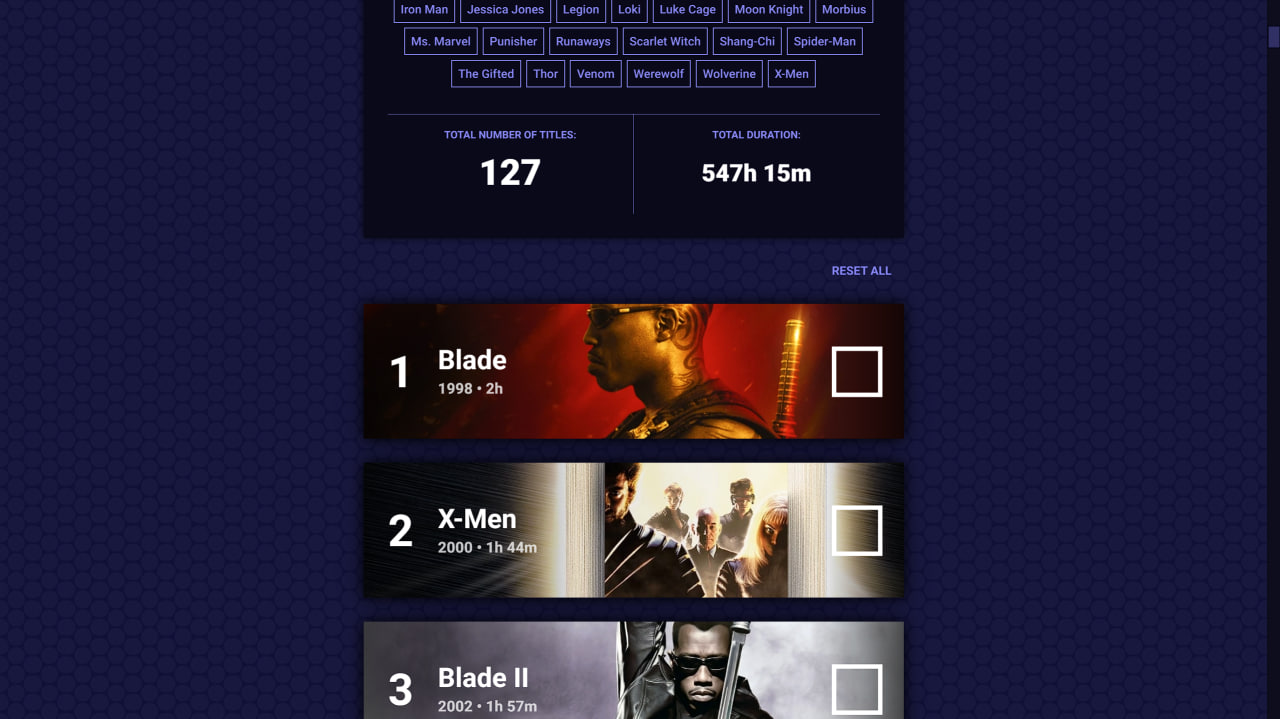 Iron Man Jessica Jones Legion Loki Luke Cage Moon Knight Morbius
Ms. Marvel Punisher Runaways Scarlet Witch Shang-Chi Spider-Man
The Gifted Thor Venom Werewolf Wolverine X-Men
TOTAL NUMBER OF TITLES:
127
TOTAL DURATION:
547h 15m
RESET ALL
1
Blade
1998 • 2h
2
X-Men
2000 • 1h 44m
3
Blade II
2002 • 1h 57m